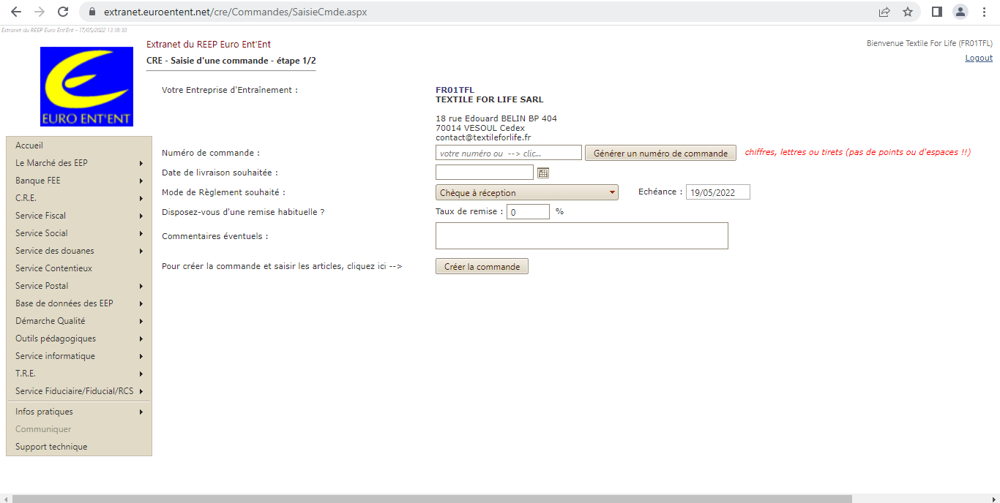 extranet.euroentent.net/cre/Commandes/SaisieCmde.aspx
Extranet du REEP Euro Ent'Ent - 17/05/2022 13:18:30
Extranet du REEP Euro Ent'Ent
CRE - Saisie d'une commande - étape 1/2
Bienvenue Textile For Life (FR01TFL)
Logout
EURO ENT'ENT
Votre Entreprise d'Entraînement :
FR01TFL
TEXTILE FOR LIFE SARL
18 rue Edouard BELIN BP 404
70014 VESOUL Cedex
contact@textileforlife.fr
Numéro de commande :
votre numéro ou --> clic...
Générer un numéro de commande
chiffres, lettres ou tirets (pas de points ou d'espaces !!)
Date de livraison souhaitée :
Mode de Règlement souhaité :
Chèque à réception
Echéance :
19/05/2022
Disposez-vous d'une remise habituelle ?
Taux de remise :
0
%
Commentaires éventuels :
Pour créer la commande et saisir les articles, cliquez ici -->
Créer la commande
Accueil
Le Marché des EEP
Banque FEE
C.R.E.
Service Fiscal
Service Social
Service des douanes
Service Contentieux
Service Postal
Base de données des EEP
Démarche Qualité
Outils pédagogiques
Service informatique
T.R.E.
Service Fiduciaire/Fiducial/RCS
Infos pratiques
Communiquer
Support technique